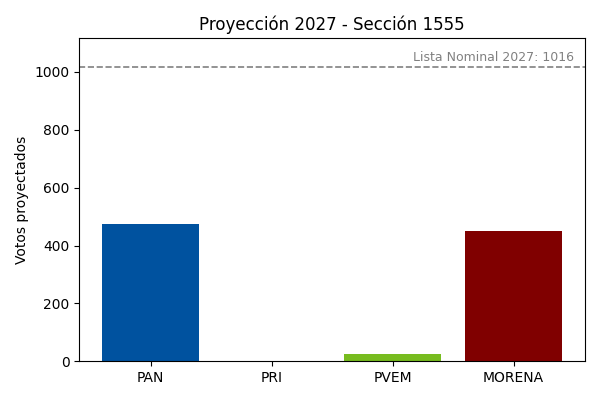 Proyección 2027 - Sección 1555
Lista Nominal 2027: 1016
Votos proyectados
1000
800
600
400
200
0
PAN PRI PVEM MORENA